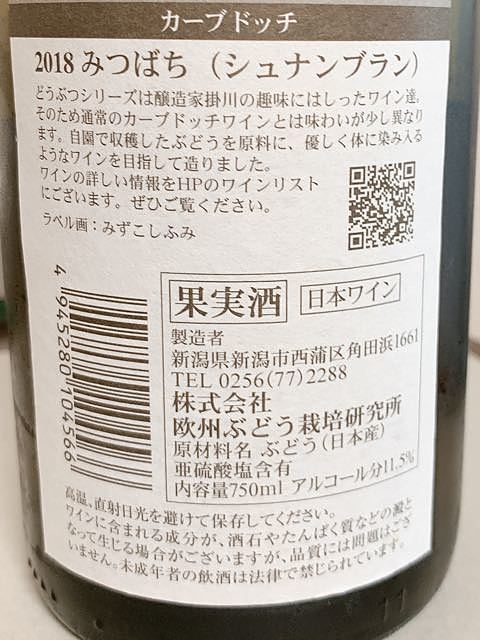 カーブドッチ
2018 みつばち （シュナンブラン）
どうぶつシリーズは醸造家掛川の趣味にはしったワイン達。
そのため通常のカーブドッチワインとは味わいが少し異なり
ます。自園で収穫したぶどうを原料に、優しく体に染み入る
ようなワインを目指して造りました。
ワインの詳しい情報をHPのワインリスト
にございます。ぜひご覧ください。
ラベル画：みずこしふみ
4 945280 104566
果実酒 日本ワイン
製造者
新潟県新潟市西蒲区角田浜1661
TEL 0256(77)2288
株式会社
欧州ぶどう栽培研究所
原材料名 ぶどう（日本産）
亜硫酸塩含有
内容量750ml アルコール分11.5%
高温、直射日光を避けて保存してください。
ワインに含まれる成分が、酒石やたんぱく質などの澱と
なって生じる場合がございますが、品質には問題はござ
いません。未成年者の飲酒は法律で禁じられています。
11